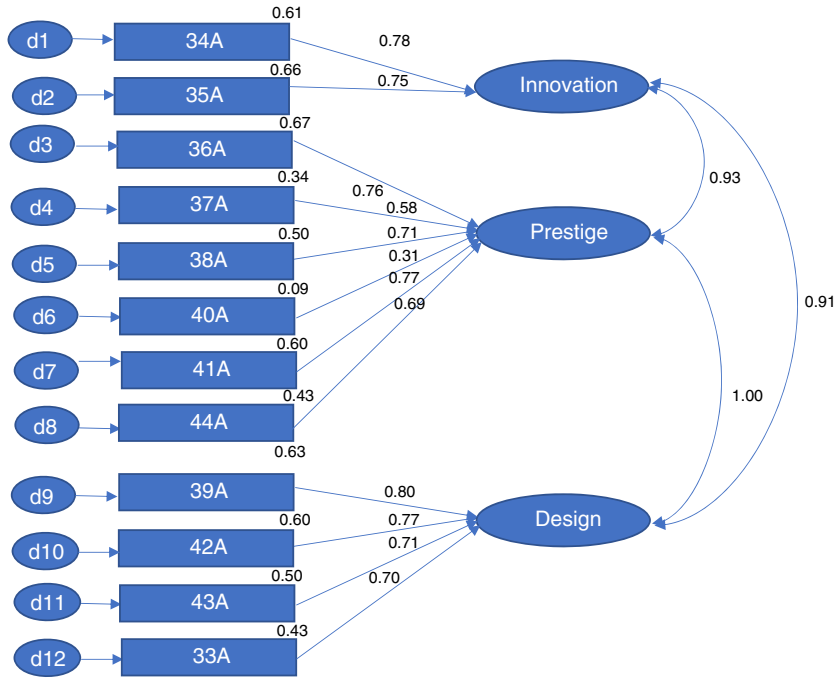 0.61
d1
34A
0.78
0.66
d2
35A
0.75
Innovation
0.67
d3
36A
0.76
0.34
d4
37A
0.58
0.93
0.50
d5
38A
0.71
Prestige
0.31
0.09
d6
40A
0.77
0.69
0.91
0.60
d7
41A
0.43
d8
44A
1.00
0.63
d9
39A
0.80
0.60
d10
42A
0.77
Design
0.71
0.50
d11
43A
0.70
0.43
d12
33A